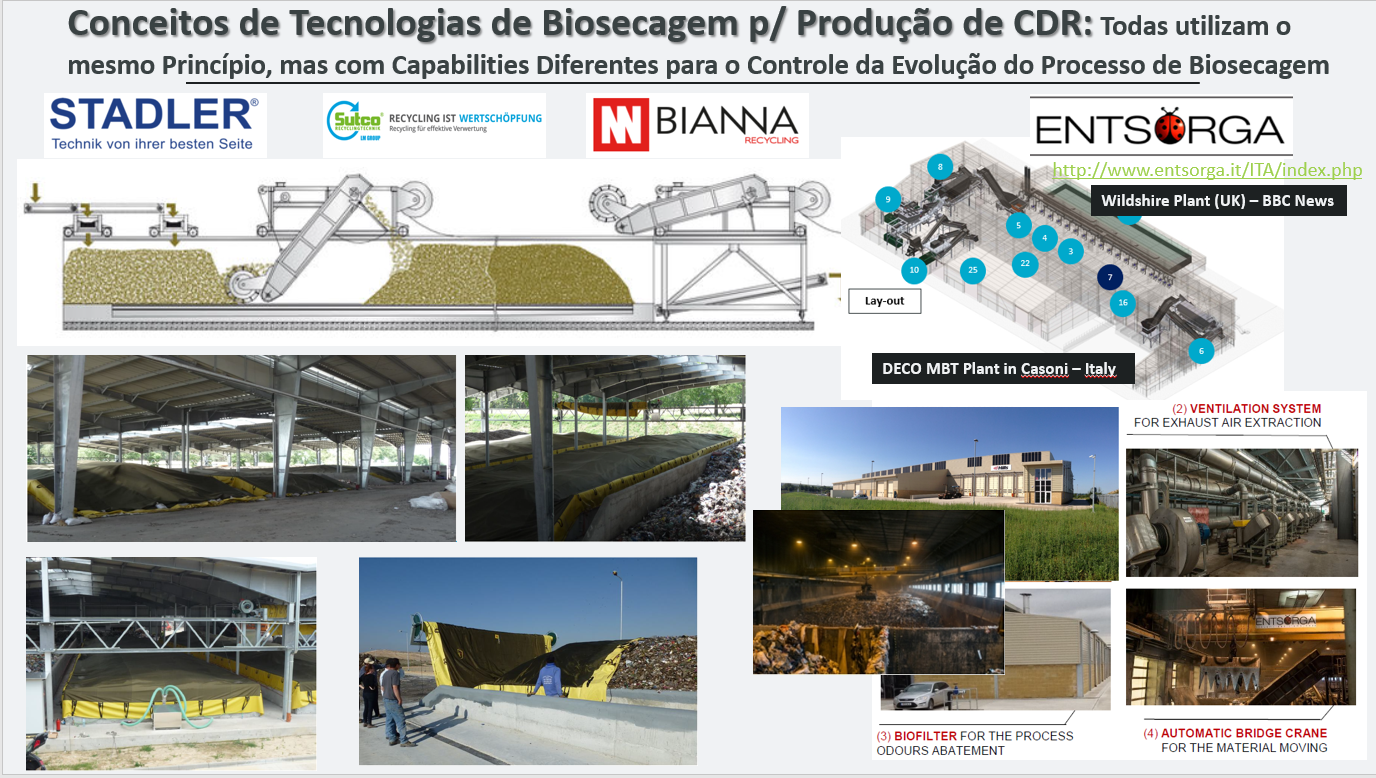 Conceitos de Tecnologias de Biosecagem p/ Produção de CDR: Todas utilizam o
mesmo Princípio, mas com Capabilities Diferentes para o Controle da Evolução do Processo de Biosecagem
STADLER®
Technik von ihrer besten Seite
Sutco®
RECYCLINGTECHNIK
LM GROUP
RECYCLING IST WERTSCHÖPFUNG
Recycling für effektive Verwertung
BIANNA
RECYCLING
ENTSORGA
http://www.entsorga.it/ITA/index.php
Wildshire Plant (UK) – BBC News
8
9
5
4
3
22
10
25
7
16
6
Lay-out
DECO MBT Plant in Casoni – Italy
(2) VENTILATION SYSTEM
FOR EXHAUST AIR EXTRACTION
ENTSORGA
(3) BIOFILTER FOR THE PROCESS
ODOURS ABATEMENT
(4) AUTOMATIC BRIDGE CRANE
FOR THE MATERIAL MOVING